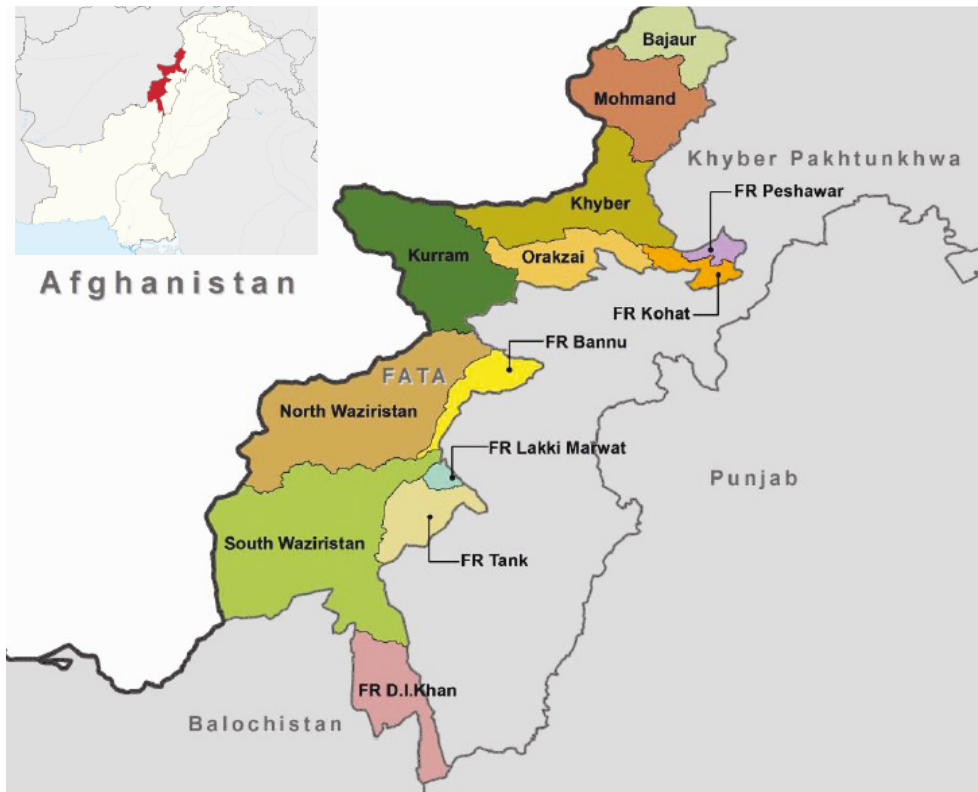 Bajaur
Mohmand
Khyber Pakhtunkhwa
FR Peshawar
Khyber
Kurram
Orakzai
Afghanistan
FR Kohat
FR Bannu
FATA
North Waziristan
FR Lakki Marwat
Punjab
South Waziristan
FR Tank
FR D.I.Khan
Balochistan